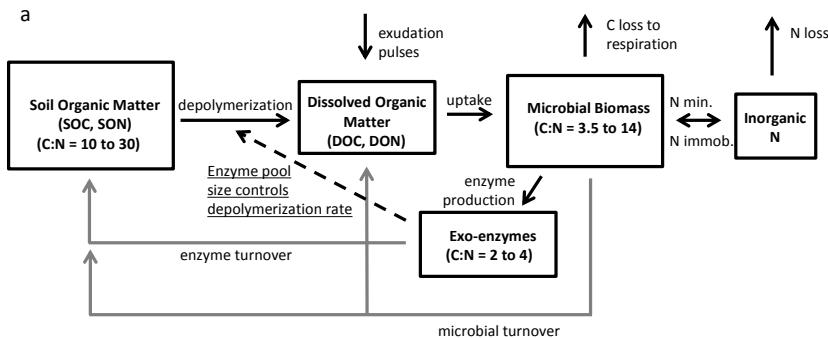 a
exudation
pulses
C loss to
respiration
N loss
Soil Organic Matter
(SOC, SON)
(C:N = 10 to 30)
depolymerization
Dissolved Organic
Matter
(DOC, DON)
uptake
Microbial Biomass
(C:N = 3.5 to 14)
N min.
N immob.
Inorganic
N
Enzyme pool
size controls
depolymerization rate
enzyme
production
Exo-enzymes
(C:N = 2 to 4)
enzyme turnover
microbial turnover